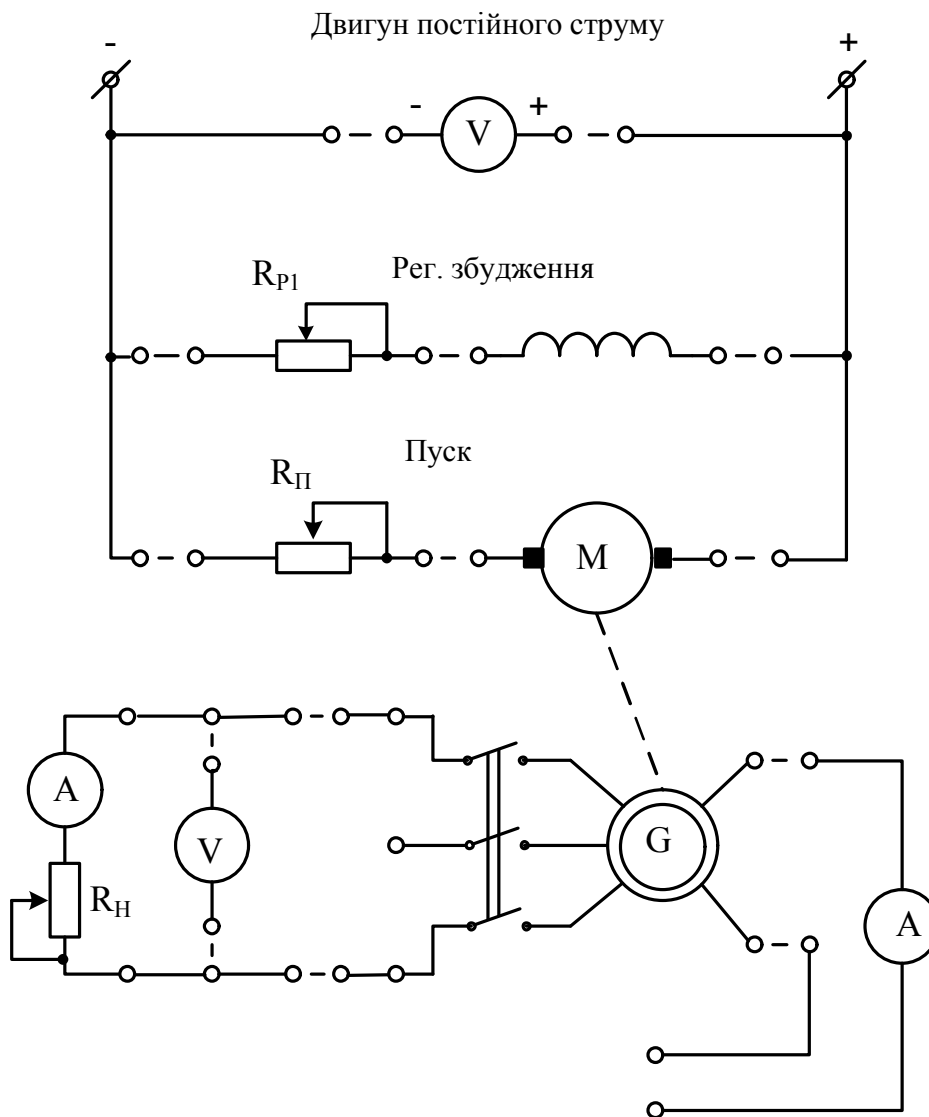 Двигун постійного струму
- +
- V +
R_P1 Рег. збудження
Пуск
R_П
M
A
V
G
R_H
A